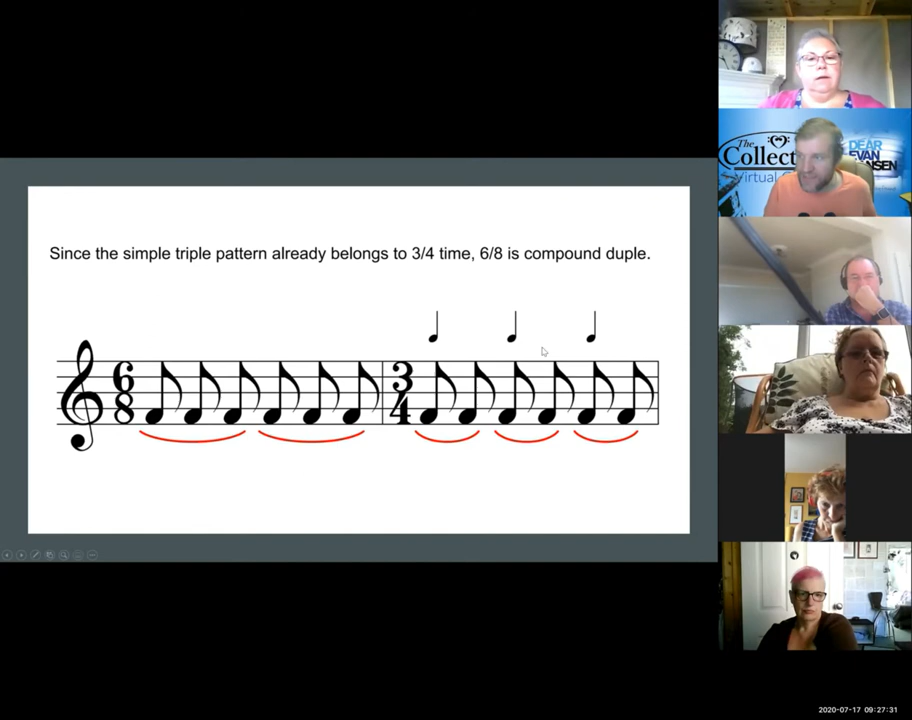 Since the simple triple pattern already belongs to 3/4 time, 6/8 is compound duple.
6
8
3
4
The
Collect
Virtual
DEAR
EVAN
2020-07-17 09:27:31